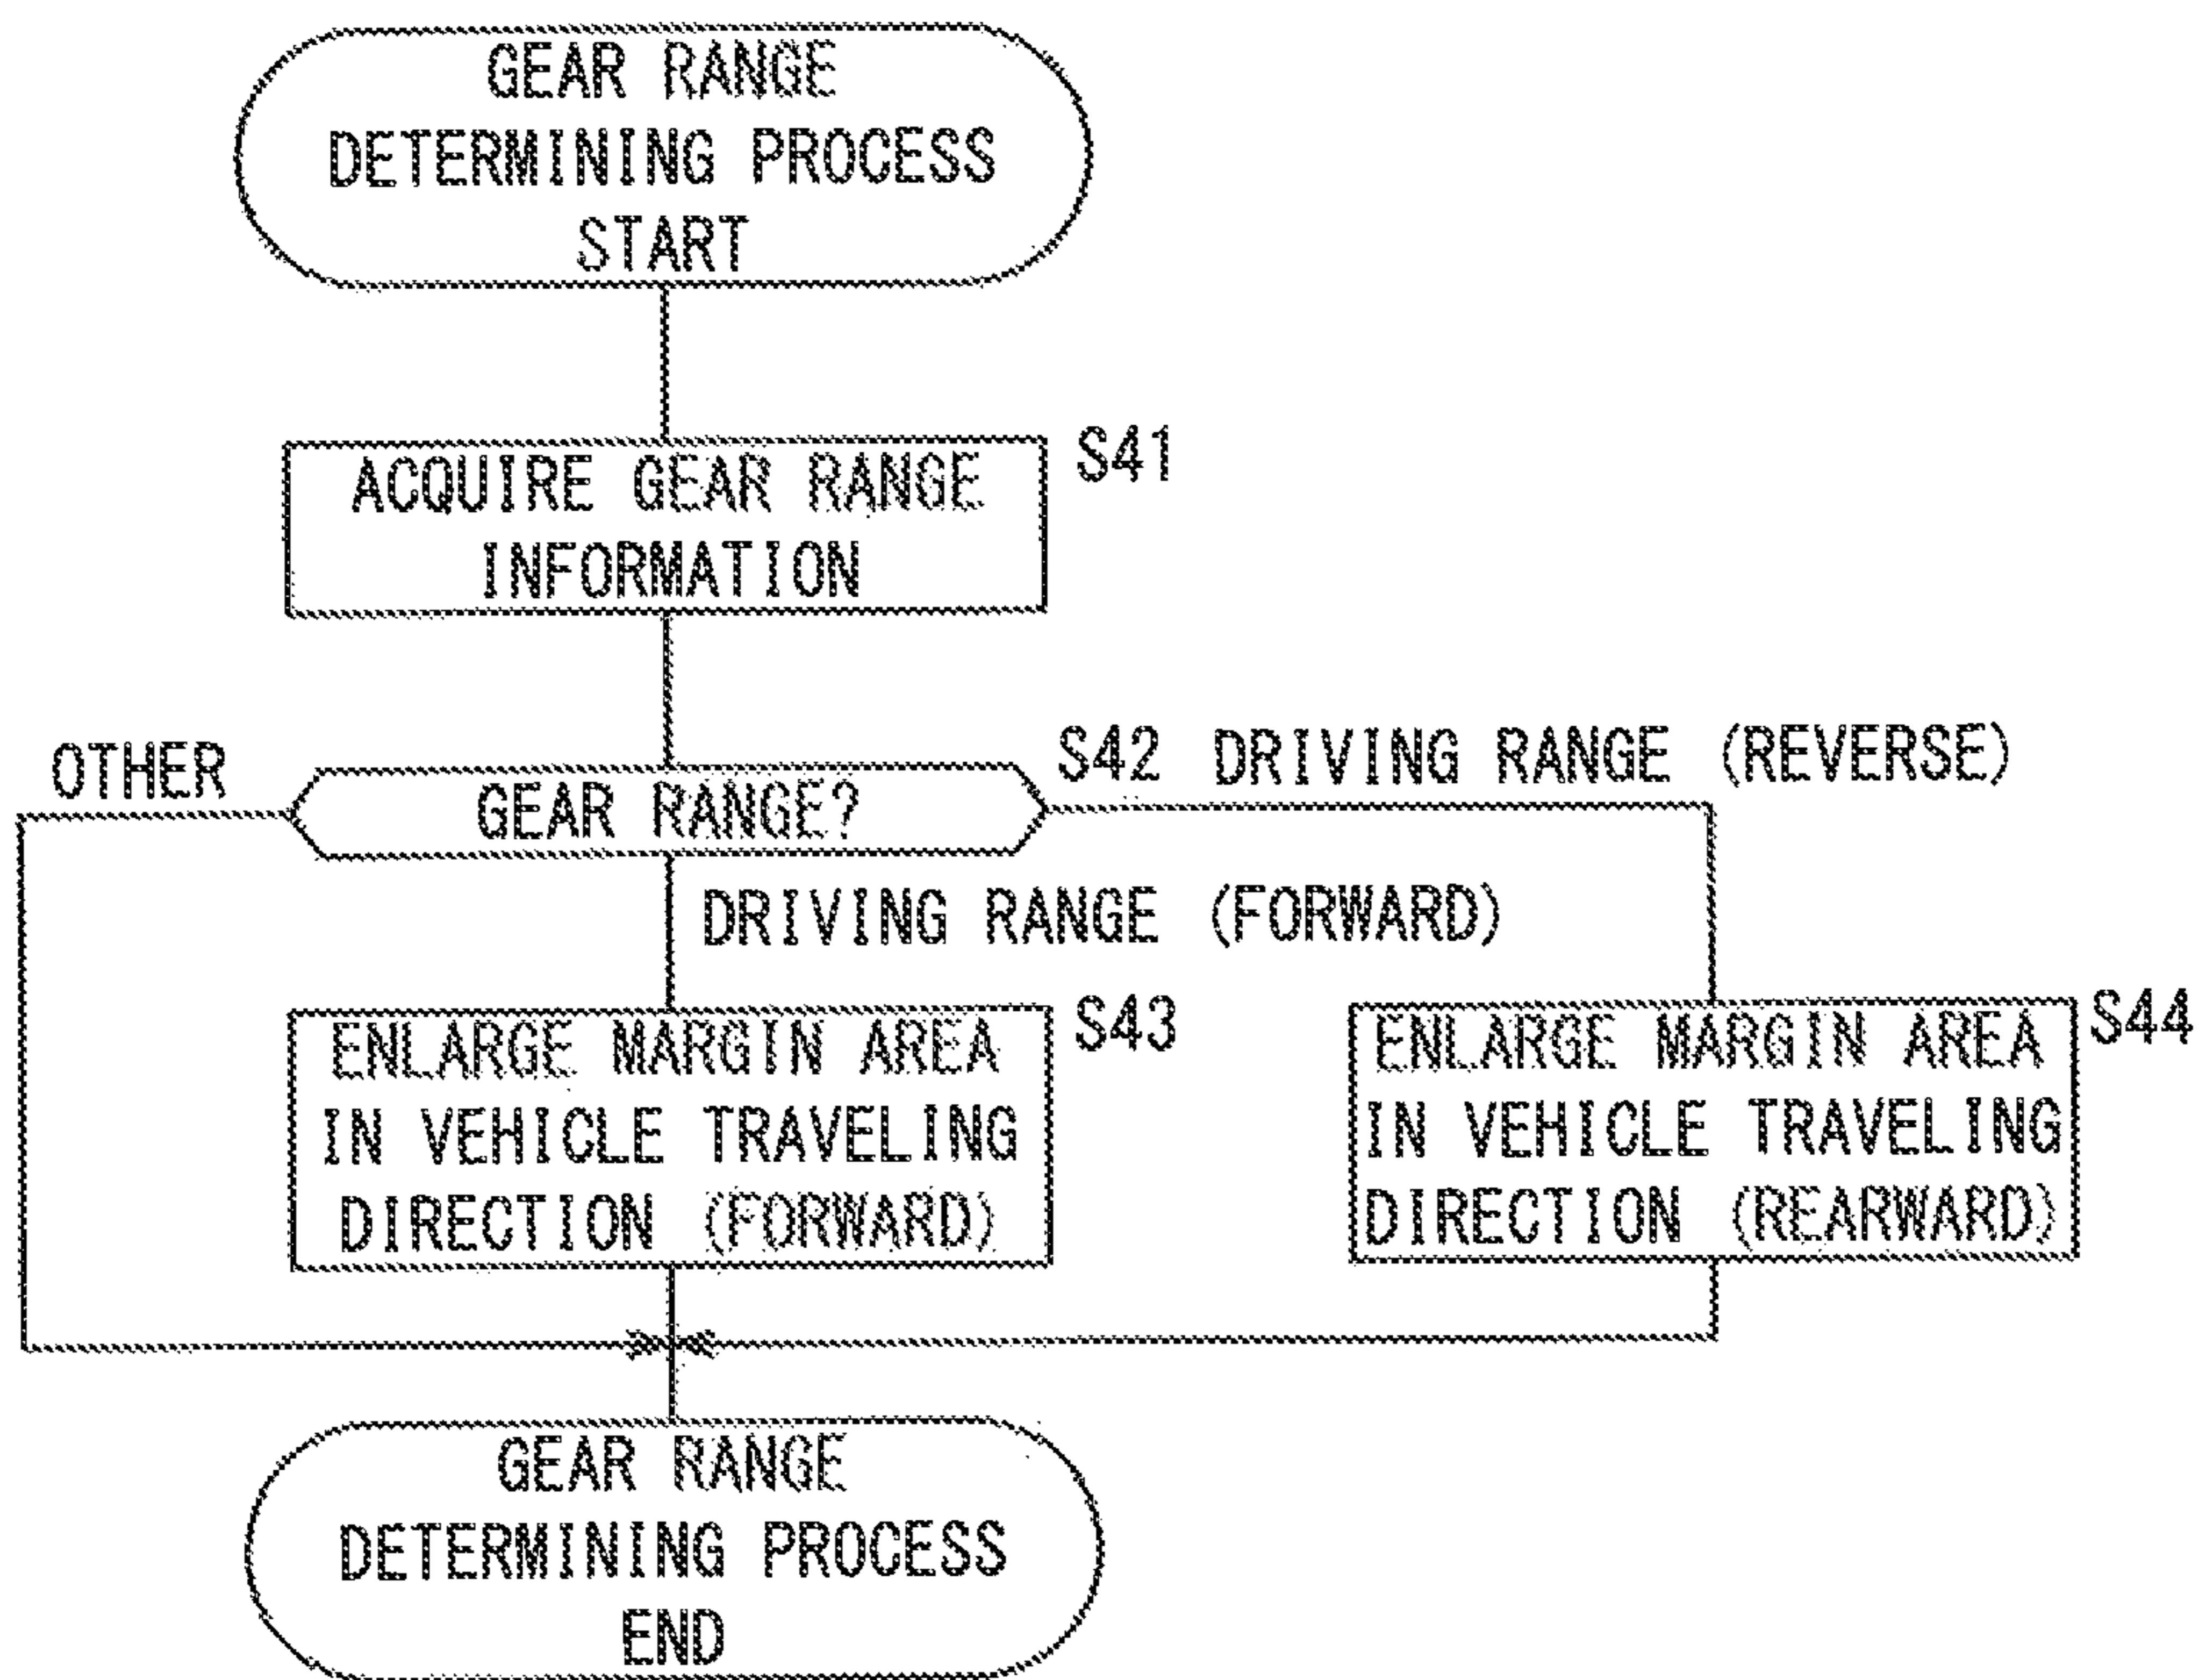 GEAR RANGE
DETERMINING PROCESS
START
ACQUIRE GEAR RANGE
INFORMATION
S41
OTHER
GEAR RANGE?
S42 DRIVING RANGE (REVERSE)
DRIVING RANGE (FORWARD)
ENLARGE MARGIN AREA
IN VEHICLE TRAVELING
DIRECTION (FORWARD)
S43
ENLARGE MARGIN AREA
IN VEHICLE TRAVELING
DIRECTION (REARWARD)
S44
GEAR RANGE
DETERMINING PROCESS
END